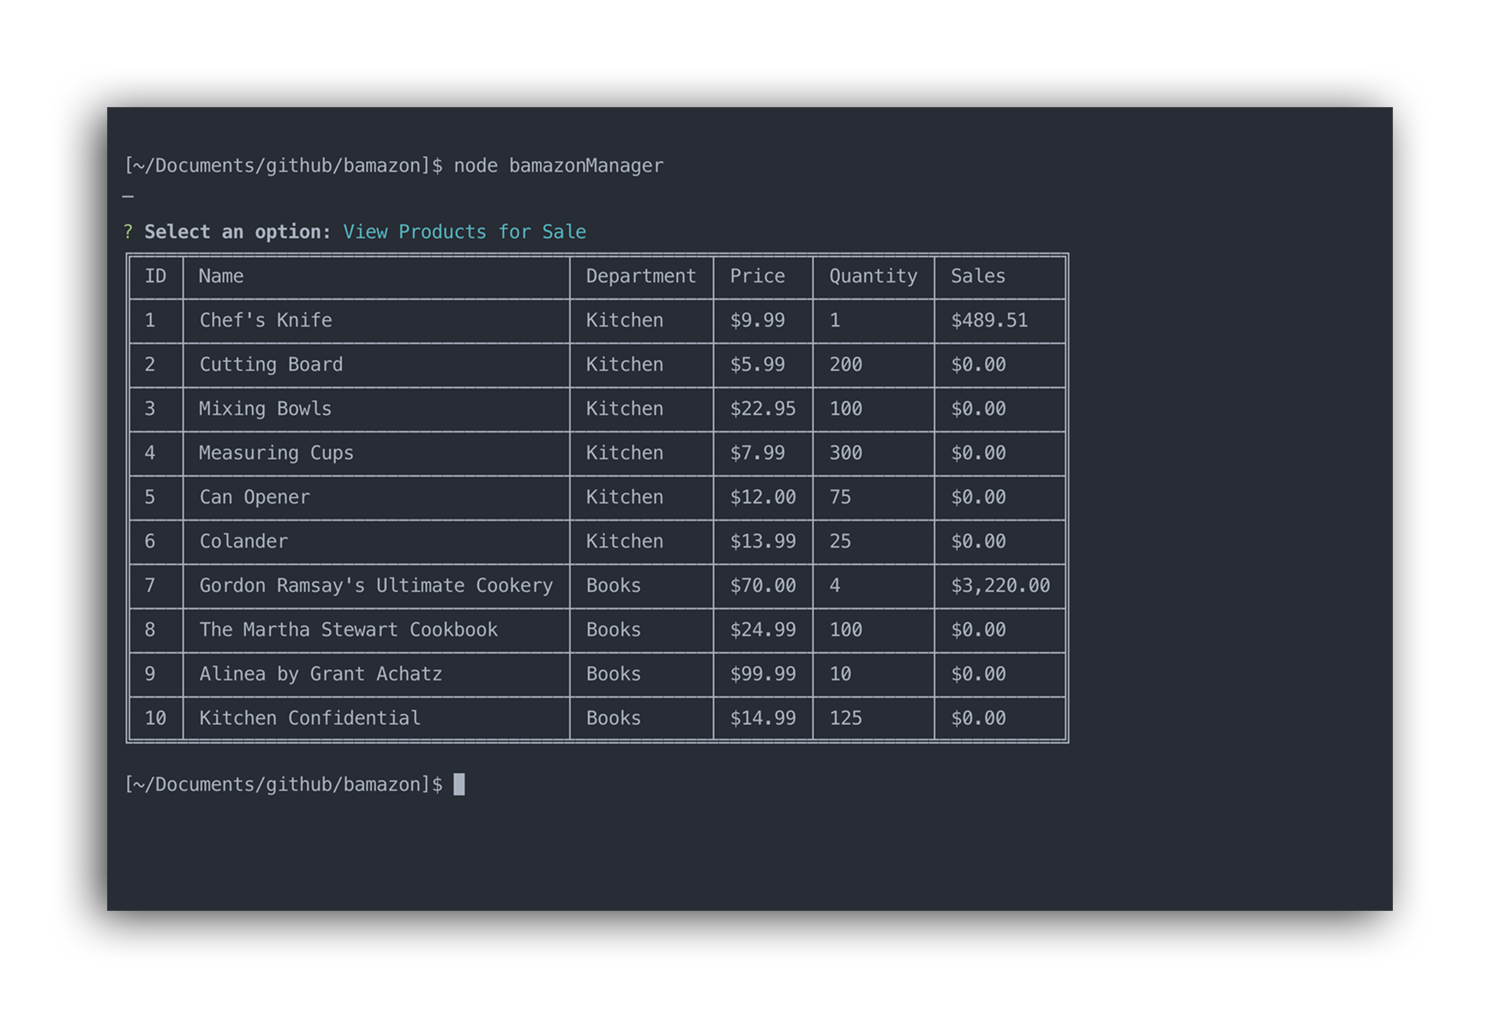 [~/Documents/github/bamazon]$ node bamazonManager
? Select an option: View Products for Sale
ID Name Department Price Quantity Sales
1 Chef's Knife Kitchen $9.99 1 $489.51
2 Cutting Board Kitchen $5.99 200 $0.00
3 Mixing Bowls Kitchen $22.95 100 $0.00
4 Measuring Cups Kitchen $7.99 300 $0.00
5 Can Opener Kitchen $12.00 75 $0.00
6 Colander Kitchen $13.99 25 $0.00
7 Gordon Ramsay's Ultimate Cookery Books $70.00 4 $3,220.00
8 The Martha Stewart Cookbook Books $24.99 100 $0.00
9 Alinea by Grant Achatz Books $99.99 10 $0.00
10 Kitchen Confidential Books $14.99 125 $0.00
[~/Documents/github/bamazon]$